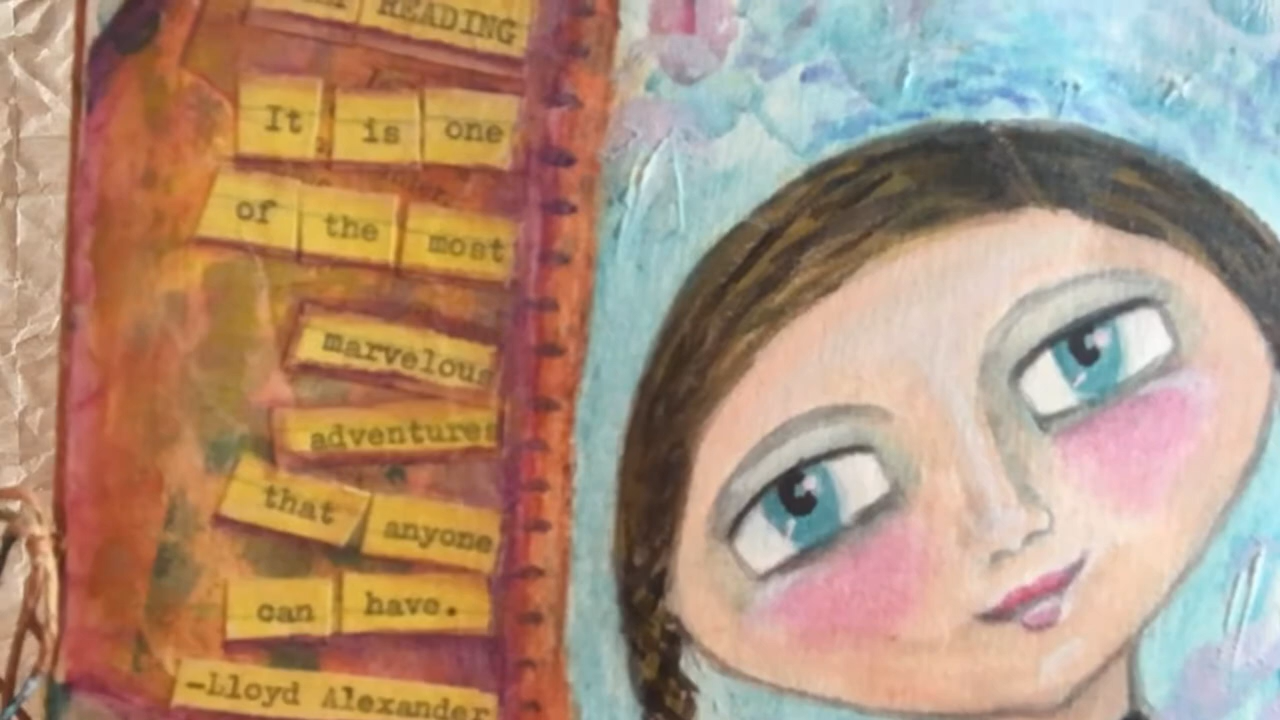 READING
It is one
of the most
marvelous
adventures
that anyone
can have.
-Lloyd Alexander